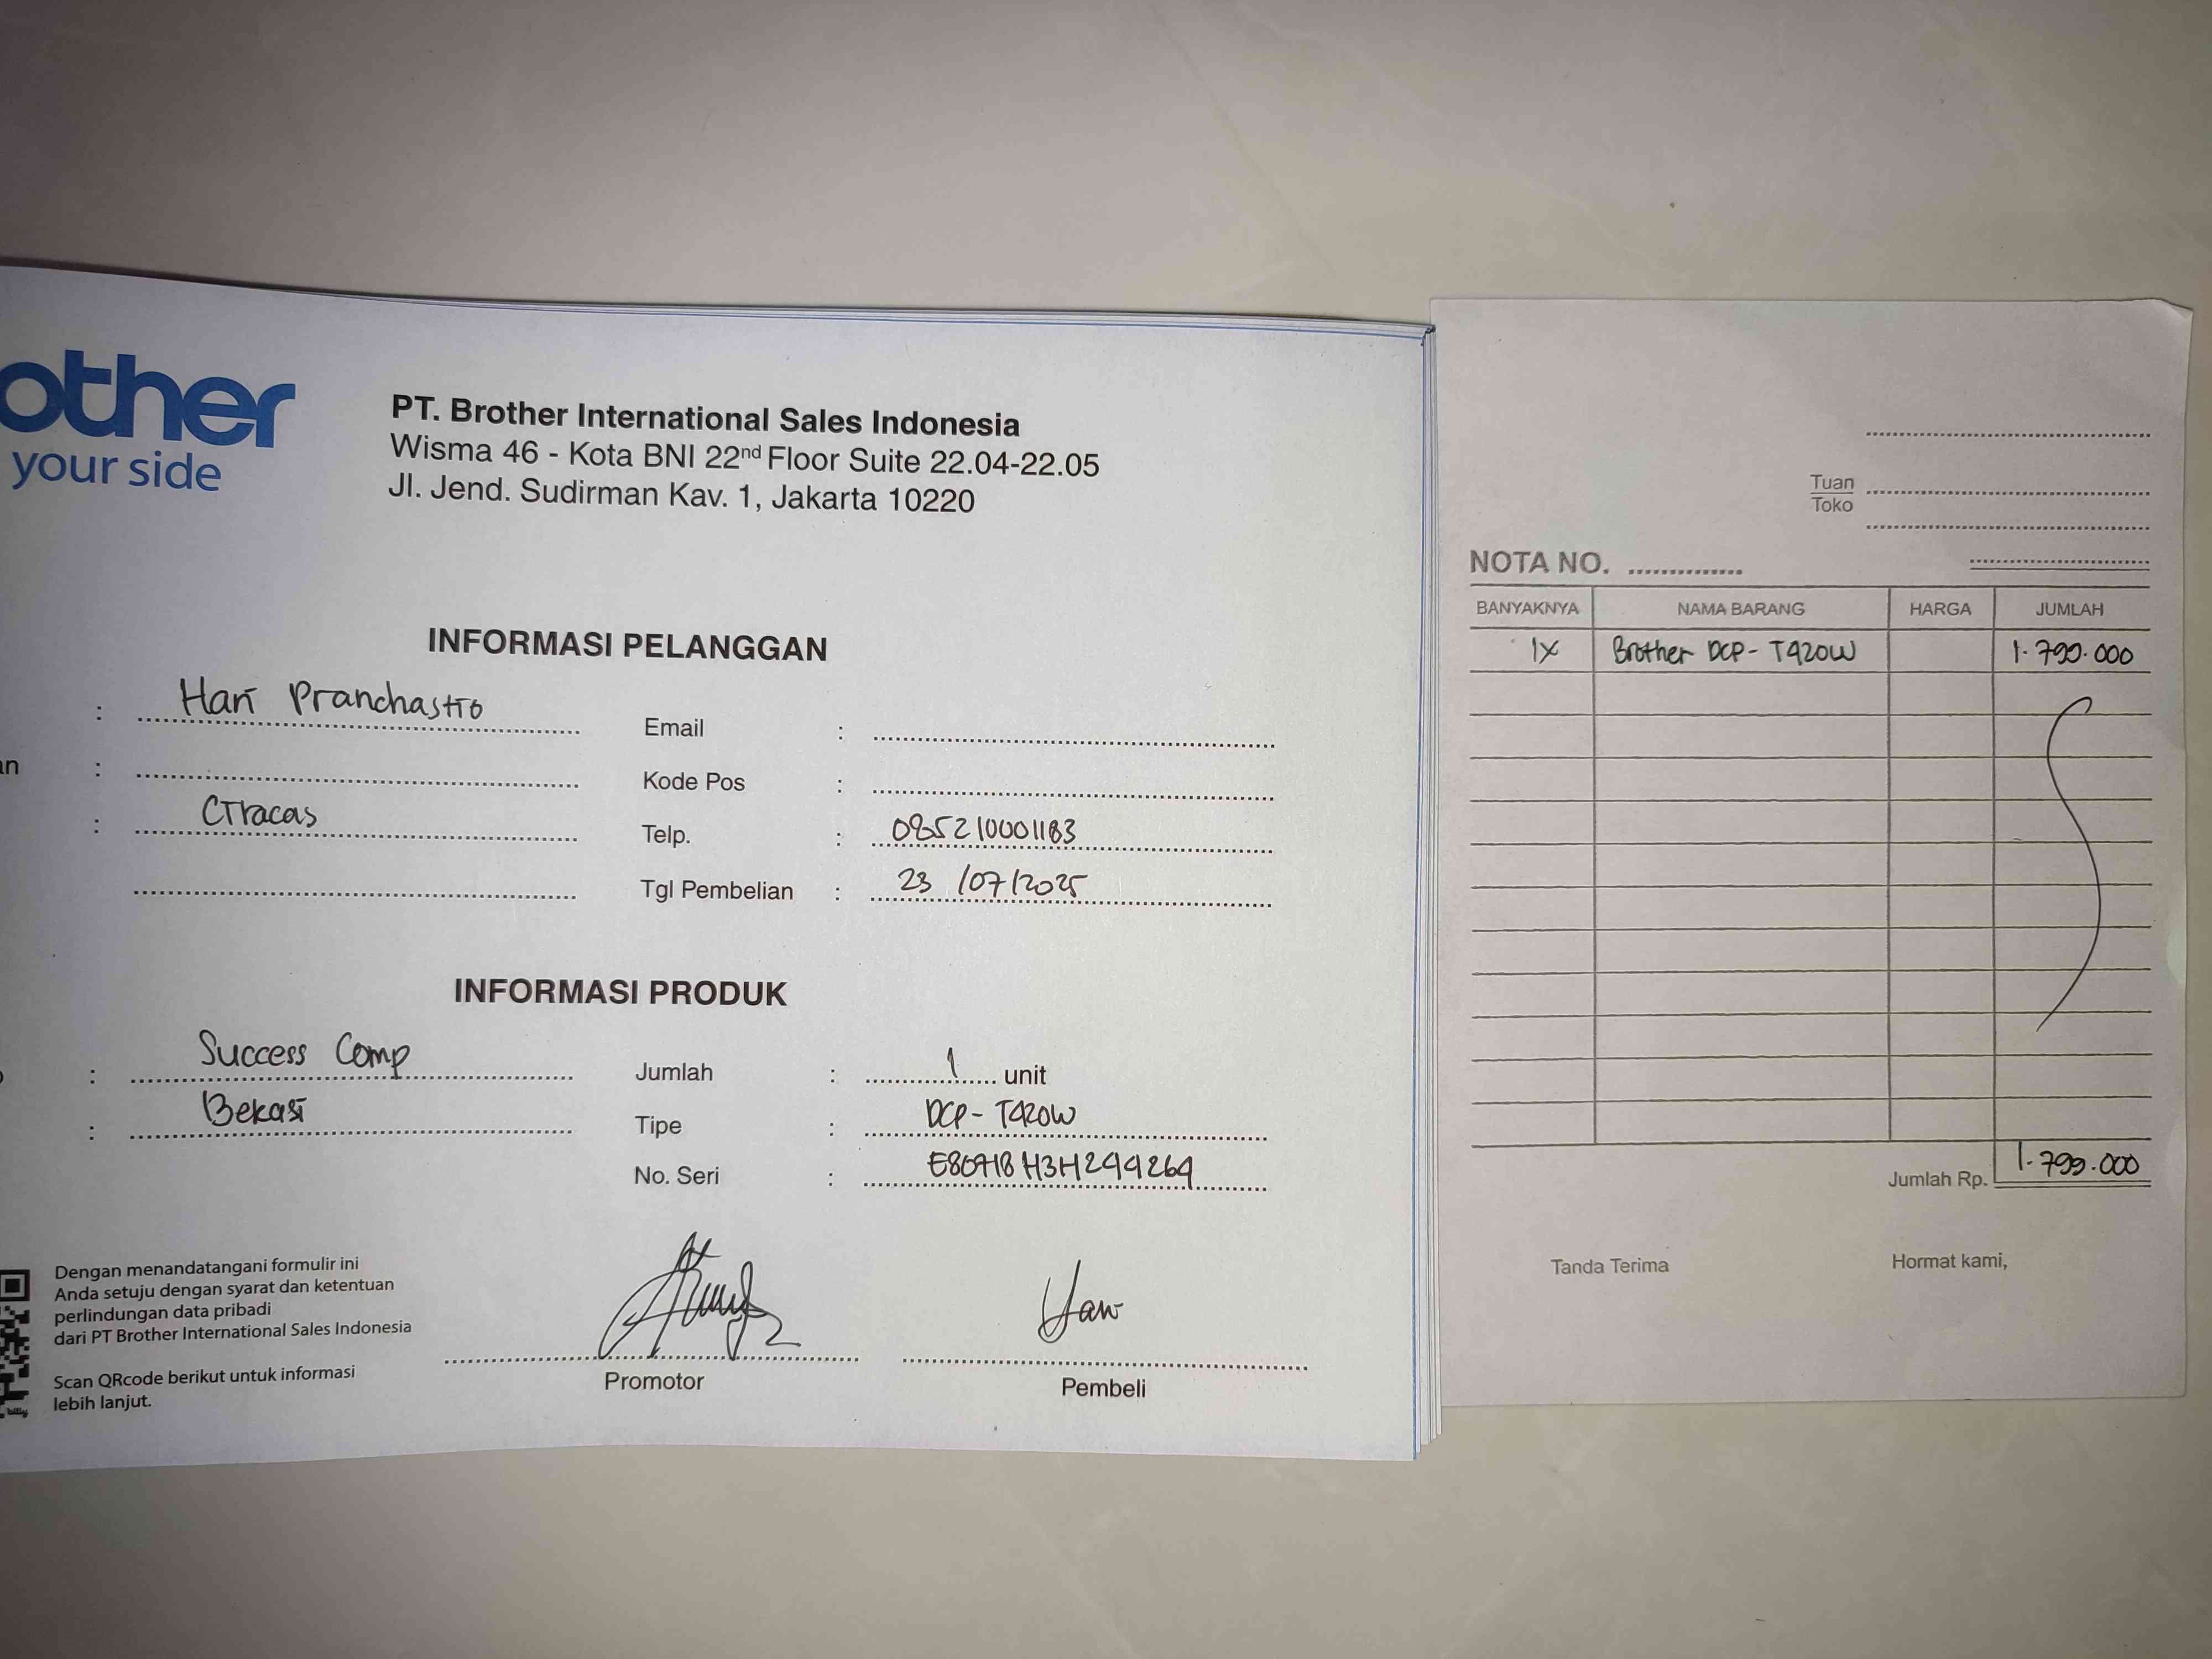 other
your side
PT. Brother International Sales Indonesia
Wisma 46 - Kota BNI 22nd Floor Suite 22.04-22.05
Jl. Jend. Sudirman Kav. 1, Jakarta 10220
INFORMASI PELANGGAN
: Hari Pranchastio
Email :
an :
Kode Pos :
: Ciracas
Telp. : 085210001183
Tgl Pembelian : 23 /07/2025
INFORMASI PRODUK
: Success Comp
Jumlah : 1 unit
: Bekasi
Tipe : DCP- T420W
No. Seri :
Dengan menandatangani formulir ini
Anda setuju dengan syarat dan ketentuan
perlindungan data pribadi
dari PT Brother International Sales Indonesia
Scan QRcode berikut untuk informasi
lebih lanjut.
Promotor
Pembeli
Tuan
Toko
NOTA NO.
BANYAKNYA NAMA BARANG HARGA JUMLAH
1x Brother DCP- T420W 1.799.000
Jumlah Rp. 1.799.000
Tanda Terima Hormat kami,